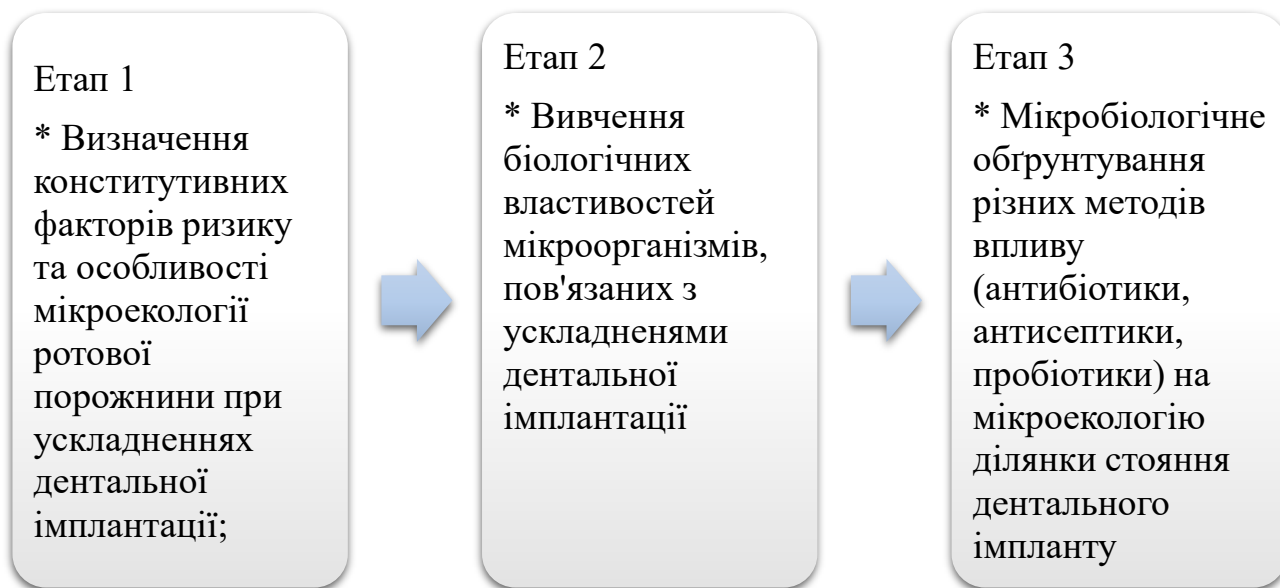 Етап 1
* Визначення
конститутивних
факторів ризику
та особливості
мікроекології
ротової
порожнини при
ускладненнях
дентальної
імплантації;
Етап 2
* Вивчення
біологічних
властивостей
мікроорганізмів,
пов'язаних з
ускладненями
дентальної
імплантації
Етап 3
* Мікробіологічне
обґрунтування
різних методів
впливу
(антибіотики,
антисептики,
пробіотики) на
мікроекологію
ділянки стояння
дентального
імпланту